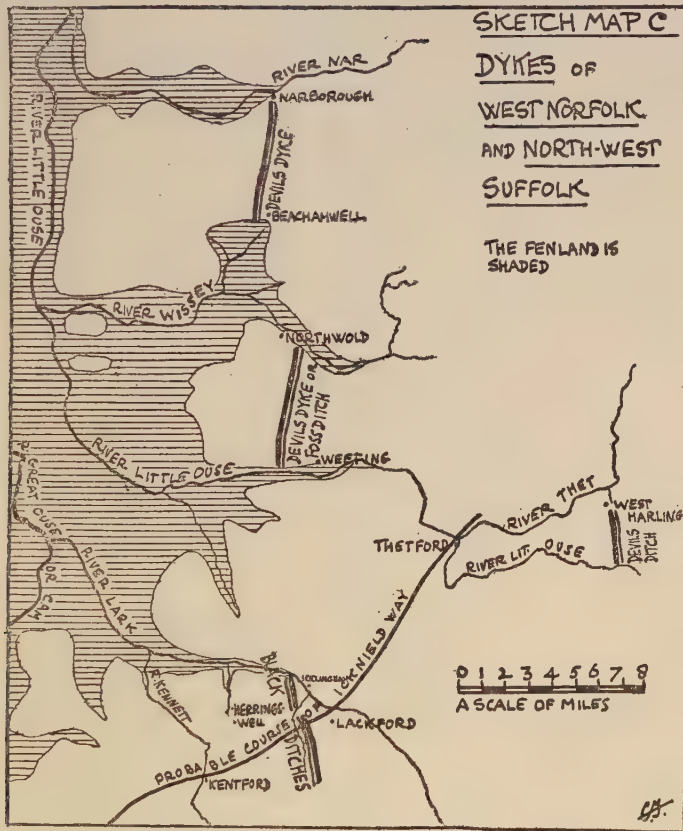 SKETCH MAP C
DYKES OF
WEST NORFOLK
AND NORTH-WEST
SUFFOLK
THE FENLAND IS
SHADED
RIVER NAR
NARBOROUGH
RIVER LITTLE OUSE
DEVILS DYKE
BEACHAMWELL
RIVER WISSEY
NORTHWOLD
DEVILS DYKE OR
FOSSDITCH
RIVER LITTLE OUSE
WEETING
RIVER THET
WEST
HARLING
THETFORD
DEVILS
DITCH
RIVER LIT. OUSE
R. GREAT OUSE
OR CAM
RIVER LARK
R. KENNETT
BLACK
DITCHES
HERRINGS-
WELL
LACKFORD
PROBABLE COURSE
ICKNIELD WAY
KENTFORD
0 1 2 3 4 5 6 7 8
A SCALE OF MILES